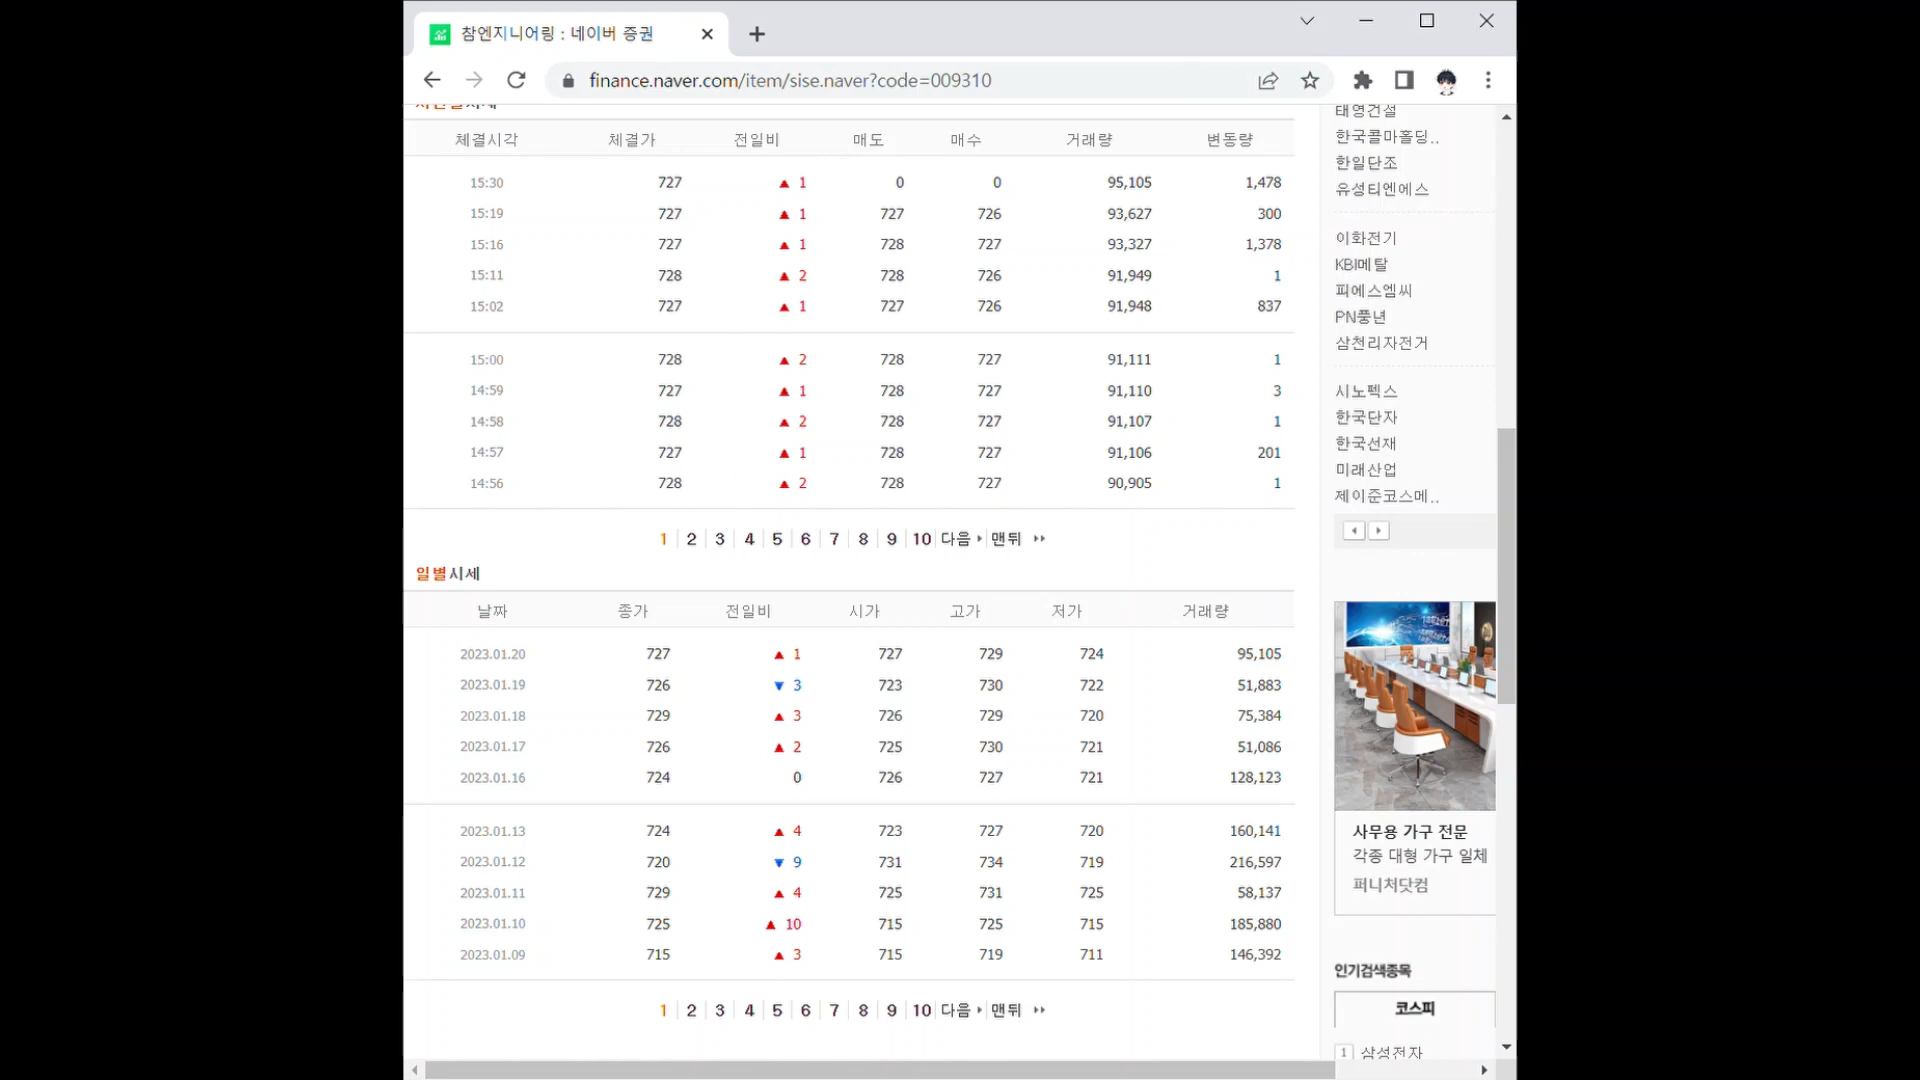 참엔지니어링 : 네이버 증권
finance.naver.com/item/sise.naver?code=009310
체결시각 체결가 전일비 매도 매수 거래량 변동량
15:30 727 ▲ 1 0 0 95,105 1,478
15:19 727 ▲ 1 727 726 93,627 300
15:16 727 ▲ 1 728 727 93,327 1,378
15:11 728 ▲ 2 728 726 91,949 1
15:02 727 ▲ 1 727 726 91,948 837
15:00 728 ▲ 2 728 727 91,111 1
14:59 727 ▲ 1 728 727 91,110 3
14:58 728 ▲ 2 728 727 91,107 1
14:57 727 ▲ 1 728 727 91,106 201
14:56 728 ▲ 2 728 727 90,905 1
1 2 3 4 5 6 7 8 9 10 다음 맨뒤
일별시세
날짜 종가 전일비 시가 고가 저가 거래량
2023.01.20 727 ▲ 1 727 729 724 95,105
2023.01.19 726 ▼ 3 723 730 722 51,883
2023.01.18 729 ▲ 3 726 729 720 75,384
2023.01.17 726 ▲ 2 725 730 721 51,086
2023.01.16 724 0 726 727 721 128,123
2023.01.13 724 ▲ 4 723 727 720 160,141
2023.01.12 720 ▼ 9 731 734 719 216,597
2023.01.11 729 ▲ 4 725 731 725 58,137
2023.01.10 725 ▲ 10 715 725 715 185,880
2023.01.09 715 ▲ 3 715 719 711 146,392
1 2 3 4 5 6 7 8 9 10 다음 맨뒤
태영건설
한국콜마홀딩..
한일단조
유성티엔에스
이화전기
KBI메탈
피에스엠씨
PN풍년
삼천리자전거
시노펙스
한국단자
한국선재
미래산업
제이준코스메..
사무용 가구 전문
각종 대형 가구 일체
퍼니처닷컴
인기검색종목
코스피
1 삼성전자